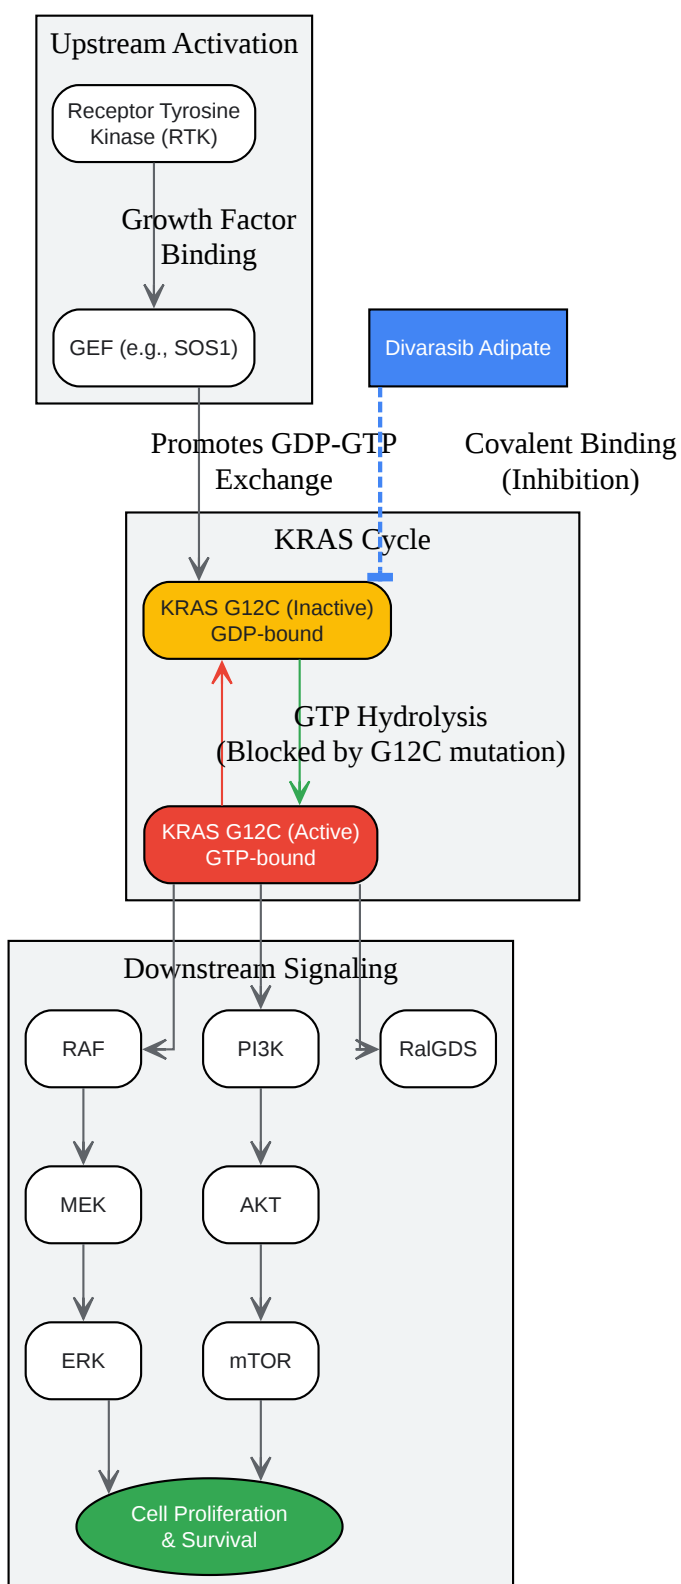 Upstream Activation
Receptor Tyrosine
Kinase (RTK)
Growth Factor
Binding
GEF (e.g., SOS1)
Divarasib Adipate
Promotes GDP-GTP
Exchange
Covalent Binding
(Inhibition)
KRAS Cycle
KRAS G12C (Inactive)
GDP-bound
GTP Hydrolysis
(Blocked by G12C mutation)
KRAS G12C (Active)
GTP-bound
Downstream Signaling
RAF
PI3K
RalGDS
MEK
AKT
ERK
mTOR
Cell Proliferation
& Survival